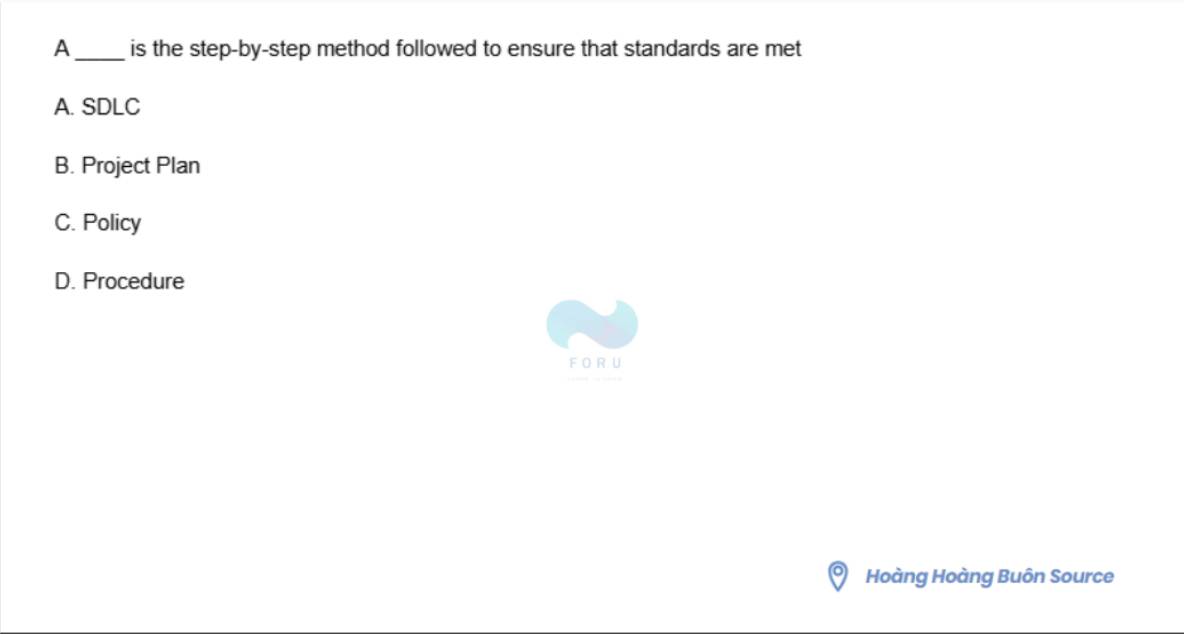 A ____ is the step-by-step method followed to ensure that standards are met
A. SDLC
B. Project Plan
C. Policy
D. Procedure
FORU
Hoàng Hoàng Buôn Source